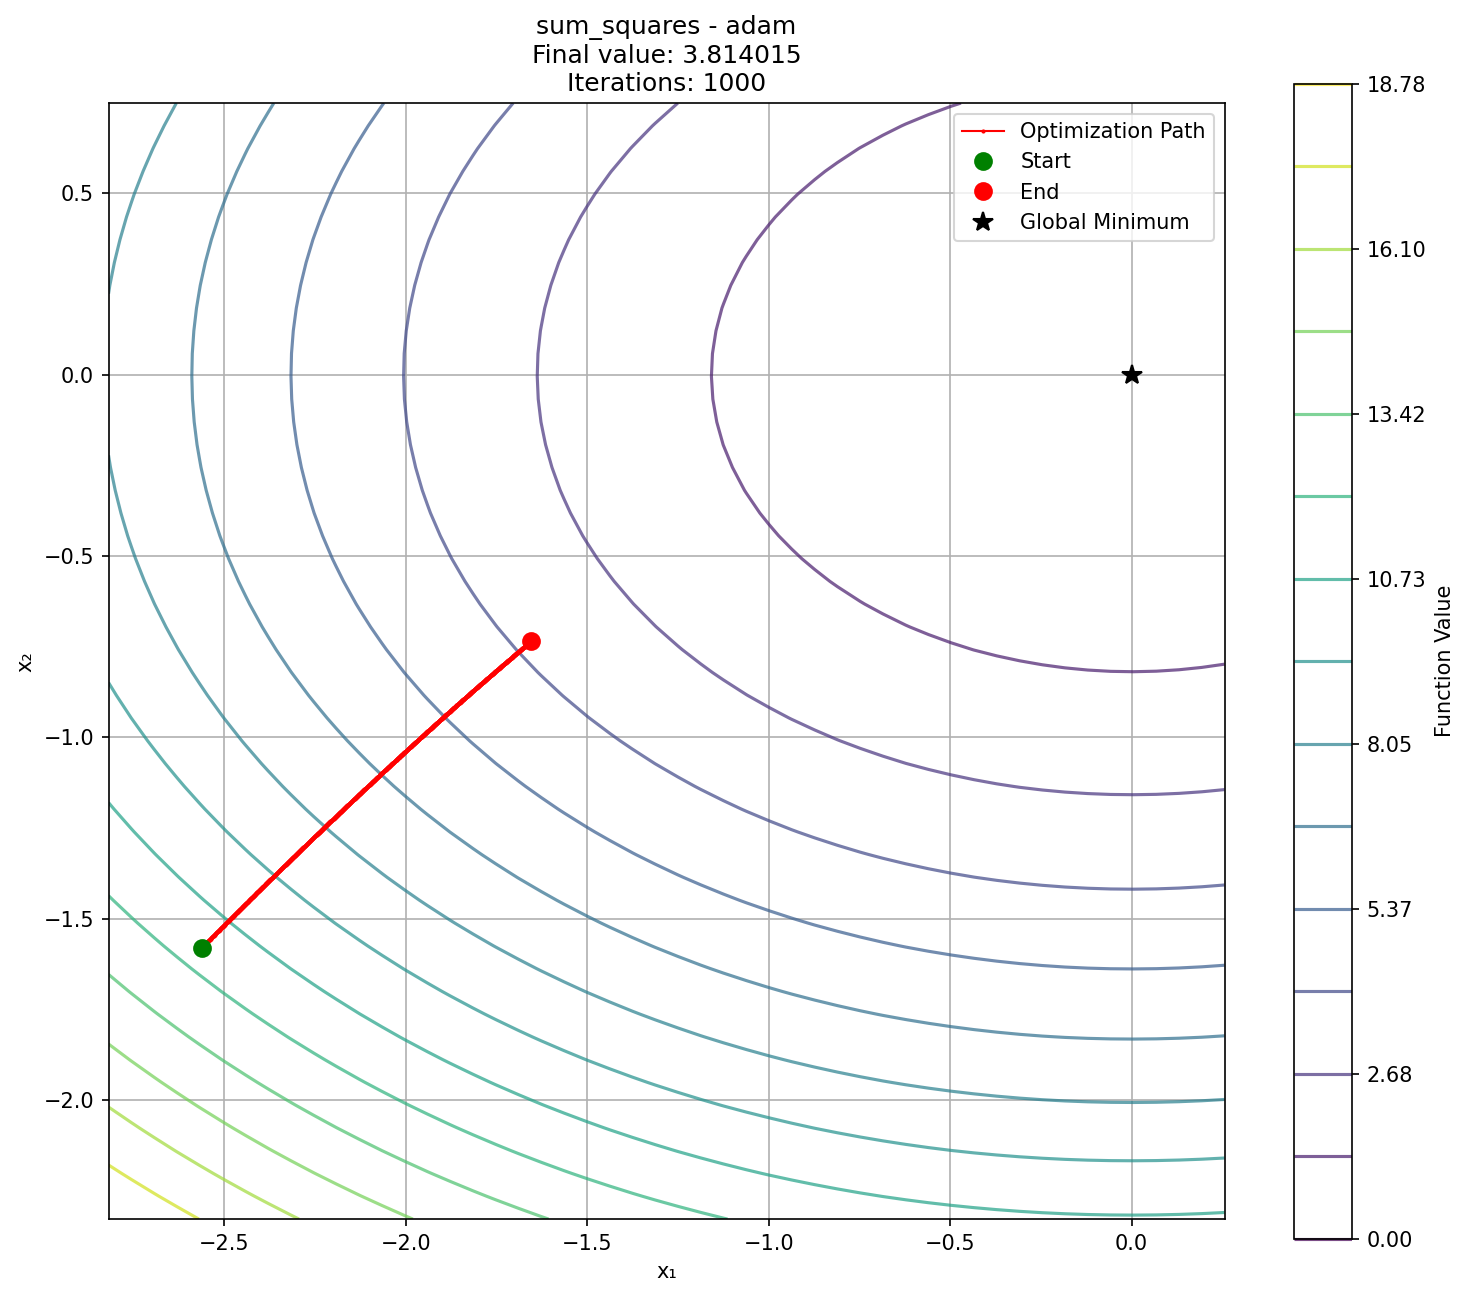 sum_squares - adam
Final value: 3.814015
Iterations: 1000
Optimization Path
Start
End
Global Minimum
0.5
0.0
−0.5
−1.0
−1.5
−2.0
x₂
−2.5
−2.0
−1.5
−1.0
−0.5
0.0
x₁
18.78
16.10
13.42
10.73
8.05
5.37
2.68
0.00
Function Value